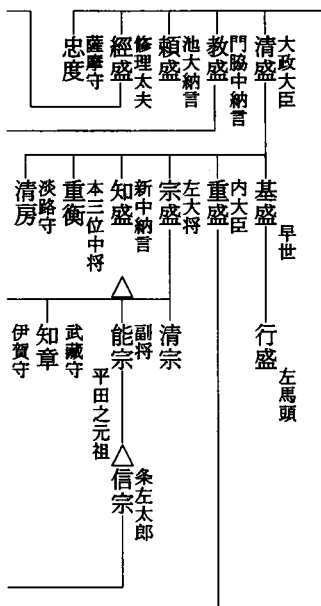 清盛
大政大臣
教盛
門脇中納言
頼盛
池大納言
經盛
修理太夫
忠度
薩摩守
基盛
早世
重盛
内大臣
宗盛
左大将
知盛
新中納言
重衡
本三位中将
清房
淡路守
行盛
左馬頭
清宗
△
能宗
副将
平田之元祖
知章
武蔵守
伊賀守
△
信宗
条左太郎